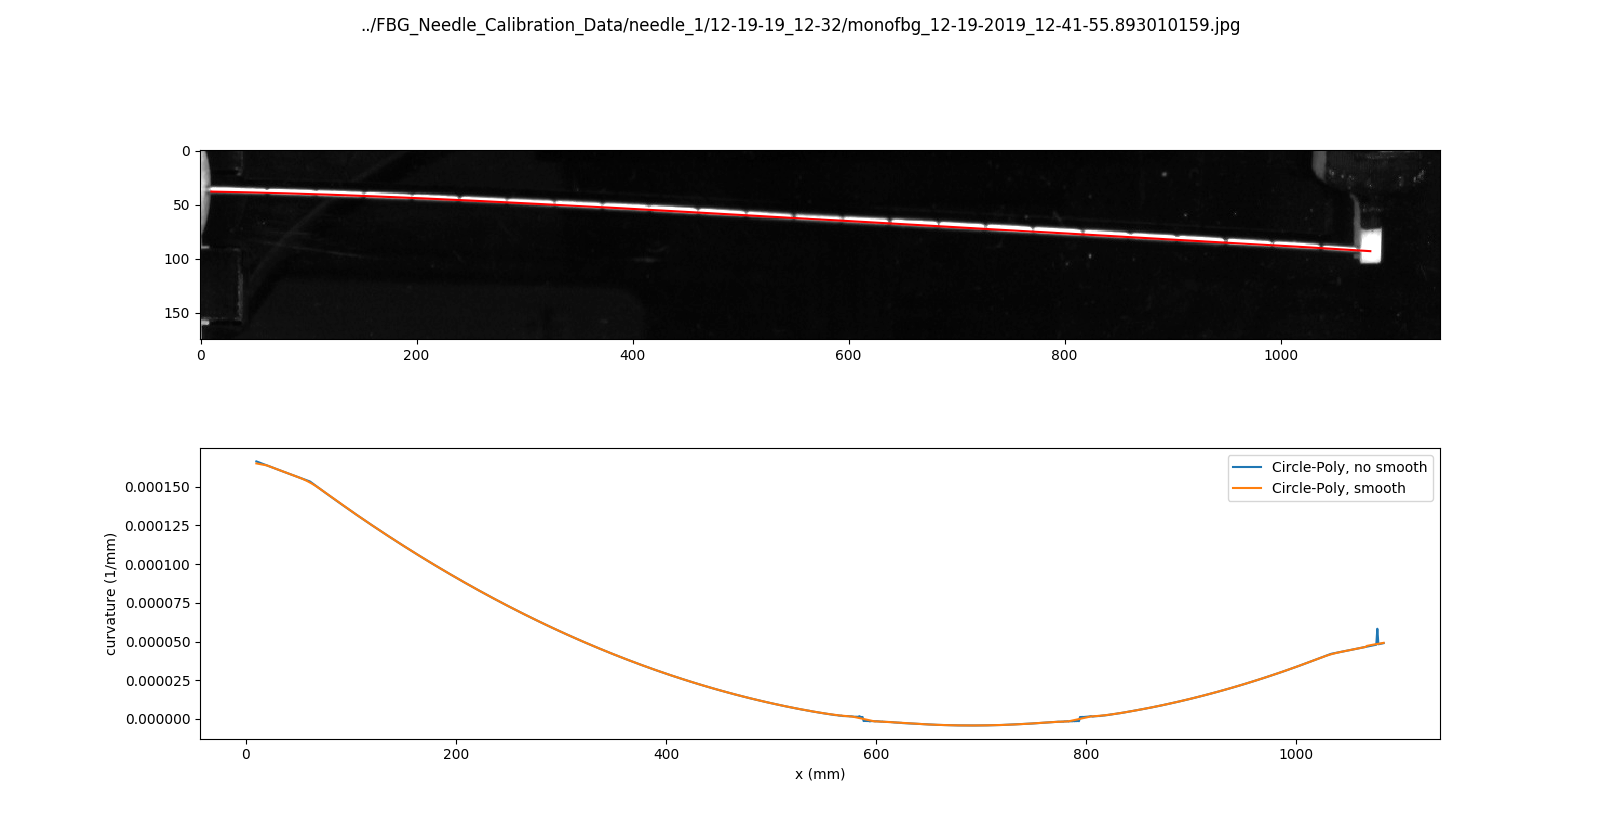 ../FBG_Needle_Calibration_Data/needle_1/12-19-19_12-32/monofbg_12-19-2019_12-41-55.893010159.jpg
0
50
100
150
0 200 400 600 800 1000
Circle-Poly, no smooth
Circle-Poly, smooth
curvature (1/mm)
0.000150
0.000125
0.000100
0.000075
0.000050
0.000025
0.000000
0 200 400 600 800 1000
x (mm)